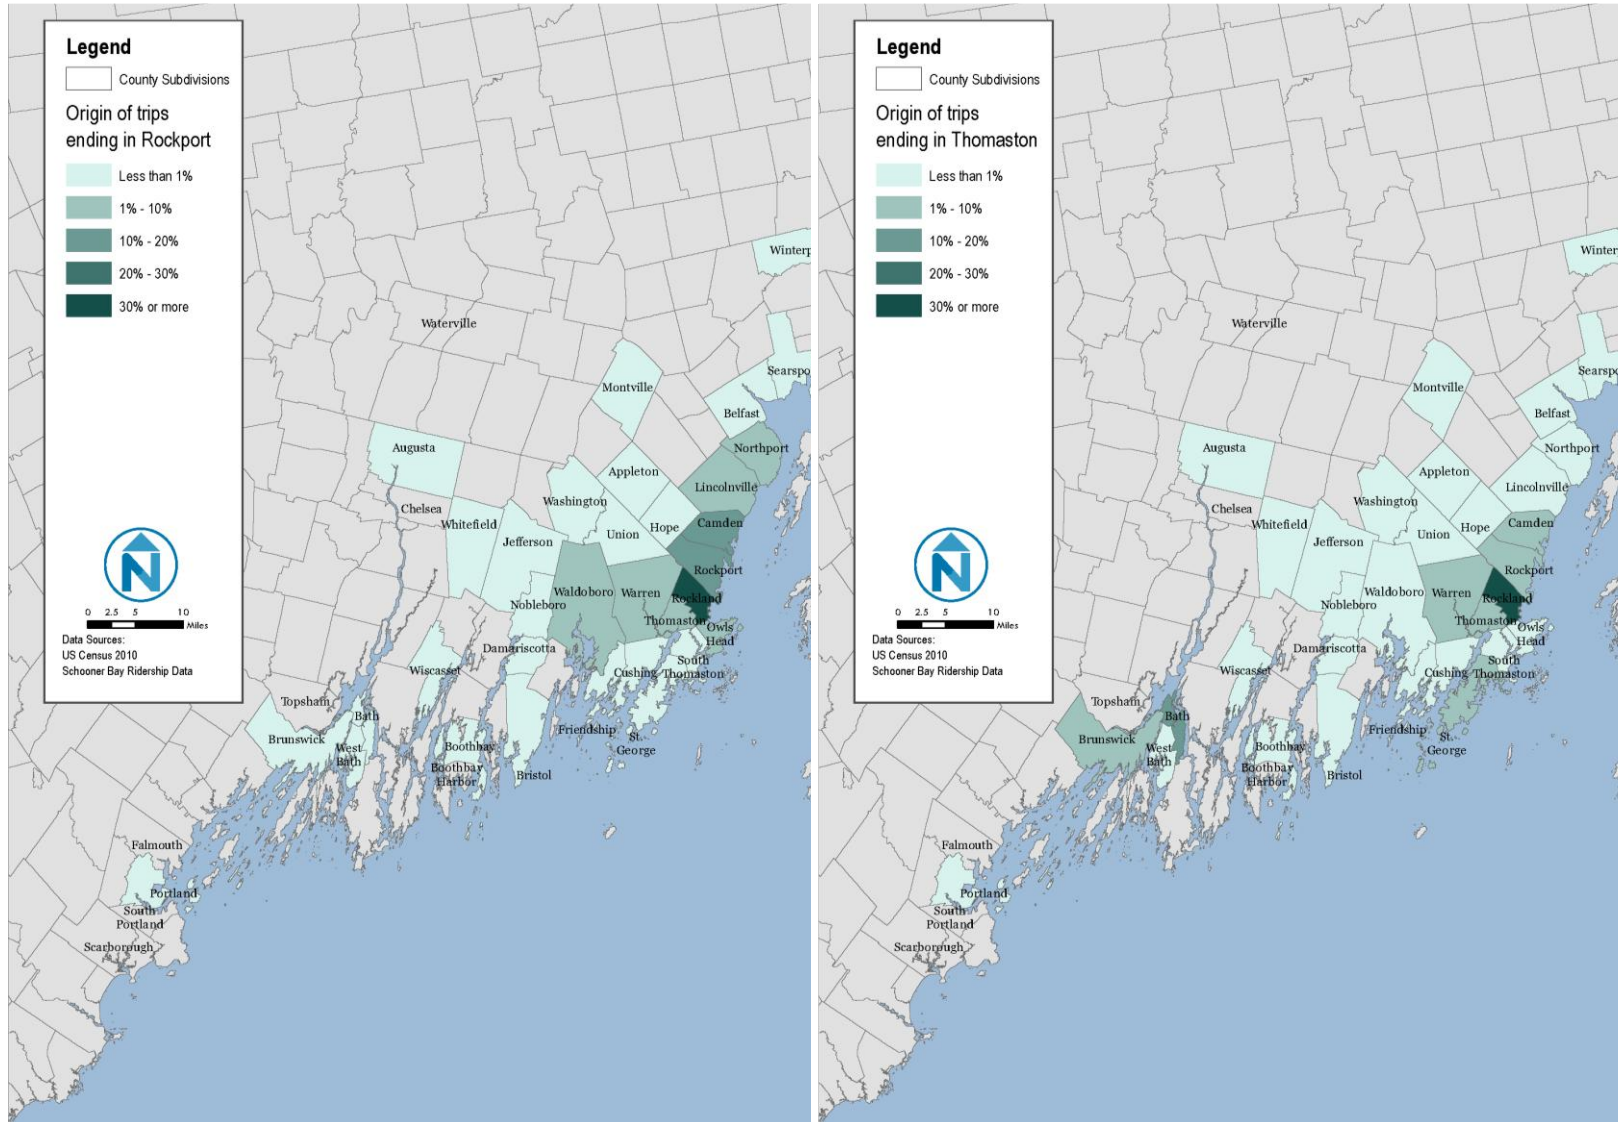 Legend
County Subdivisions
Origin of trips
ending in Rockport
Less than 1%
1% - 10%
10% - 20%
20% - 30%
30% or more
N
0 2.5 5 10
Miles
Data Sources:
US Census 2010
Schooner Bay Ridership Data
Winterp
Waterville
Searspo
Montville
Belfast
Augusta
Northport
Appleton
Lincolnville
Washington
Chelsea
Whitefield
Hope
Camden
Union
Jefferson
Rockport
Waldoboro
Warren
Rockland
Nobleboro
Thomaston
Owls
Head
Damariscotta
Wiscasset
Cushing
South
Thomaston
Topsham
Bath
Friendship
Brunswick
West
Bath
Boothbay
St.
George
Boothbay
Harbor
Bristol
Falmouth
Portland
South
Portland
Scarborough
Legend
County Subdivisions
Origin of trips
ending in Thomaston
Less than 1%
1% - 10%
10% - 20%
20% - 30%
30% or more
N
0 2.5 5 10
Miles
Data Sources:
US Census 2010
Schooner Bay Ridership Data
Winter
Waterville
Searspo
Montville
Belfast
Augusta
Northport
Appleton
Lincolnville
Washington
Chelsea
Whitefield
Hope
Camden
Union
Jefferson
Rockport
Waldoboro
Warren
Rockland
Nobleboro
Thomaston
Owls
Head
Damariscotta
Wiscasset
Cushing
South
Thomaston
Topsham
Bath
Friendship
Brunswick
West
Bath
Boothbay
St.
George
Boothbay
Harbor
Bristol
Falmouth
Portland
South
Portland
Scarborough